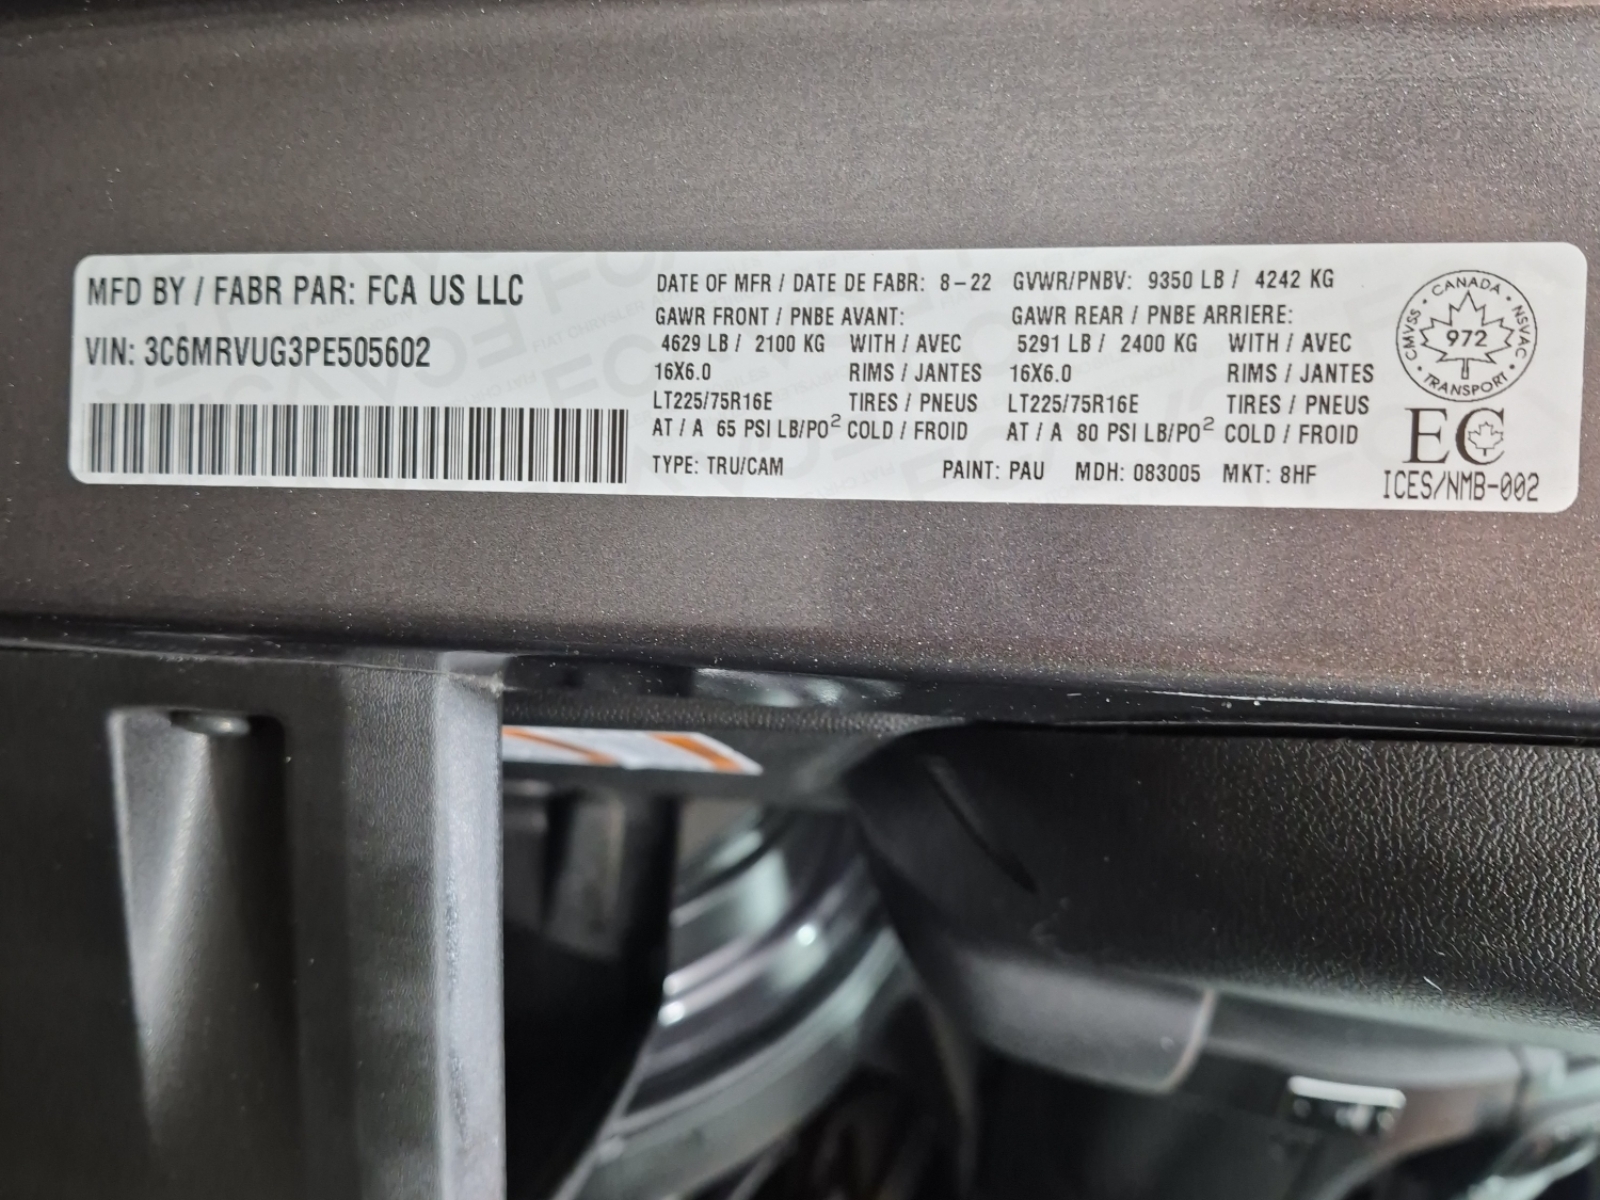 MFD BY / FABR PAR: FCA US LLC
VIN: 3C6MRVUG3PE505602
DATE OF MFR / DATE DE FABR: 8-22 GVWR/PNBV: 9350 LB / 4242 KG
GAWR FRONT / PNBE AVANT: GAWR REAR / PNBE ARRIERE:
4629 LB / 2100 KG WITH / AVEC 5291 LB / 2400 KG WITH / AVEC
16X6.0 RIMS / JANTES 16X6.0 RIMS / JANTES
LT225/75R16E TIRES / PNEUS LT225/75R16E TIRES / PNEUS
AT / A 65 PSI LB/PO² COLD / FROID AT / A 80 PSI LB/PO² COLD / FROID
TYPE: TRU/CAM PAINT: PAU MDH: 083005 MKT: 8HF
CANADA
CMVSS • NSVAC
972
TRANSPORT
EC
ICES/NMB-002